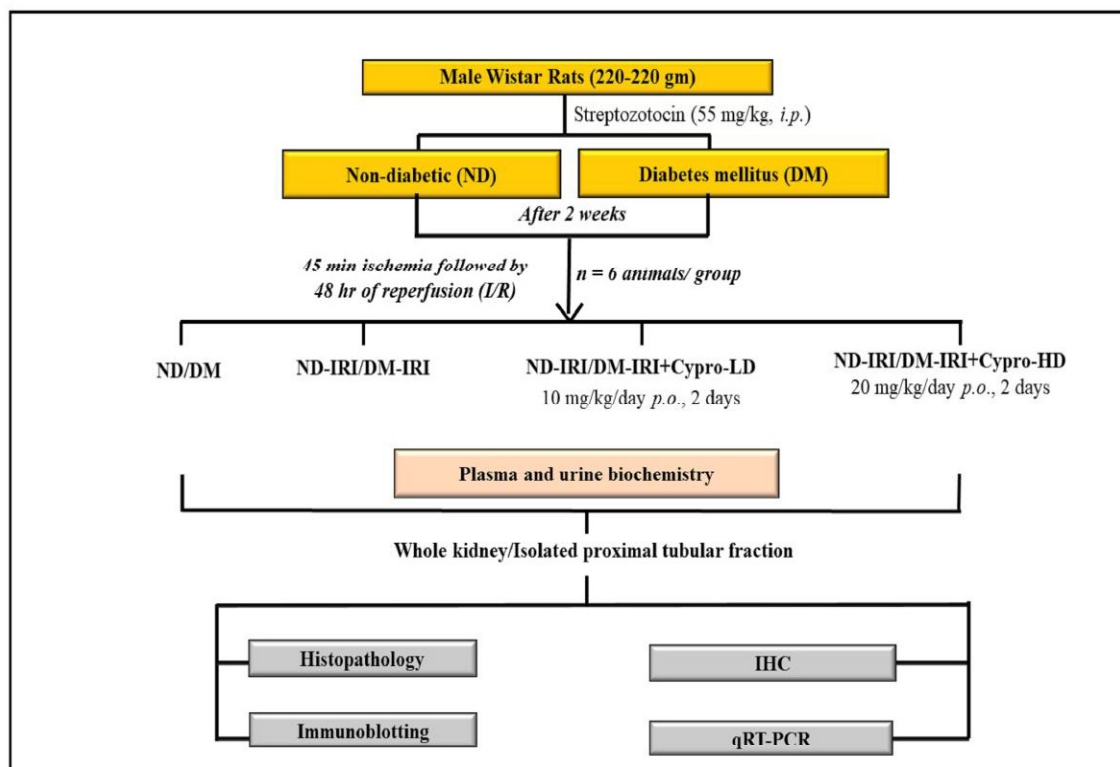 Male Wistar Rats (220-220 gm)
Streptozotocin (55 mg/kg, i.p.)
Non-diabetic (ND)
Diabetes mellitus (DM)
After 2 weeks
45 min ischemia followed by
48 hr of reperfusion (I/R)
n = 6 animals/ group
ND/DM
ND-IRI/DM-IRI
ND-IRI/DM-IRI+Cypro-LD
10 mg/kg/day p.o., 2 days
ND-IRI/DM-IRI+Cypro-HD
20 mg/kg/day p.o., 2 days
Plasma and urine biochemistry
Whole kidney/Isolated proximal tubular fraction
Histopathology
IHC
Immunoblotting
qRT-PCR